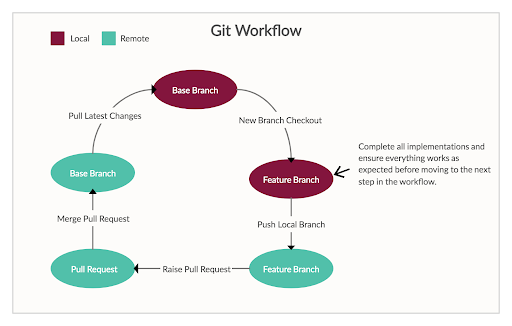 Git Workflow
Local
Remote
Base Branch
Pull Latest Changes
New Branch Checkout
Complete all implementations and
ensure everything works as
expected before moving to the next
step in the workflow.
Base Branch
Feature Branch
Merge Pull Request
Push Local Branch
Pull Request
Raise Pull Request
Feature Branch